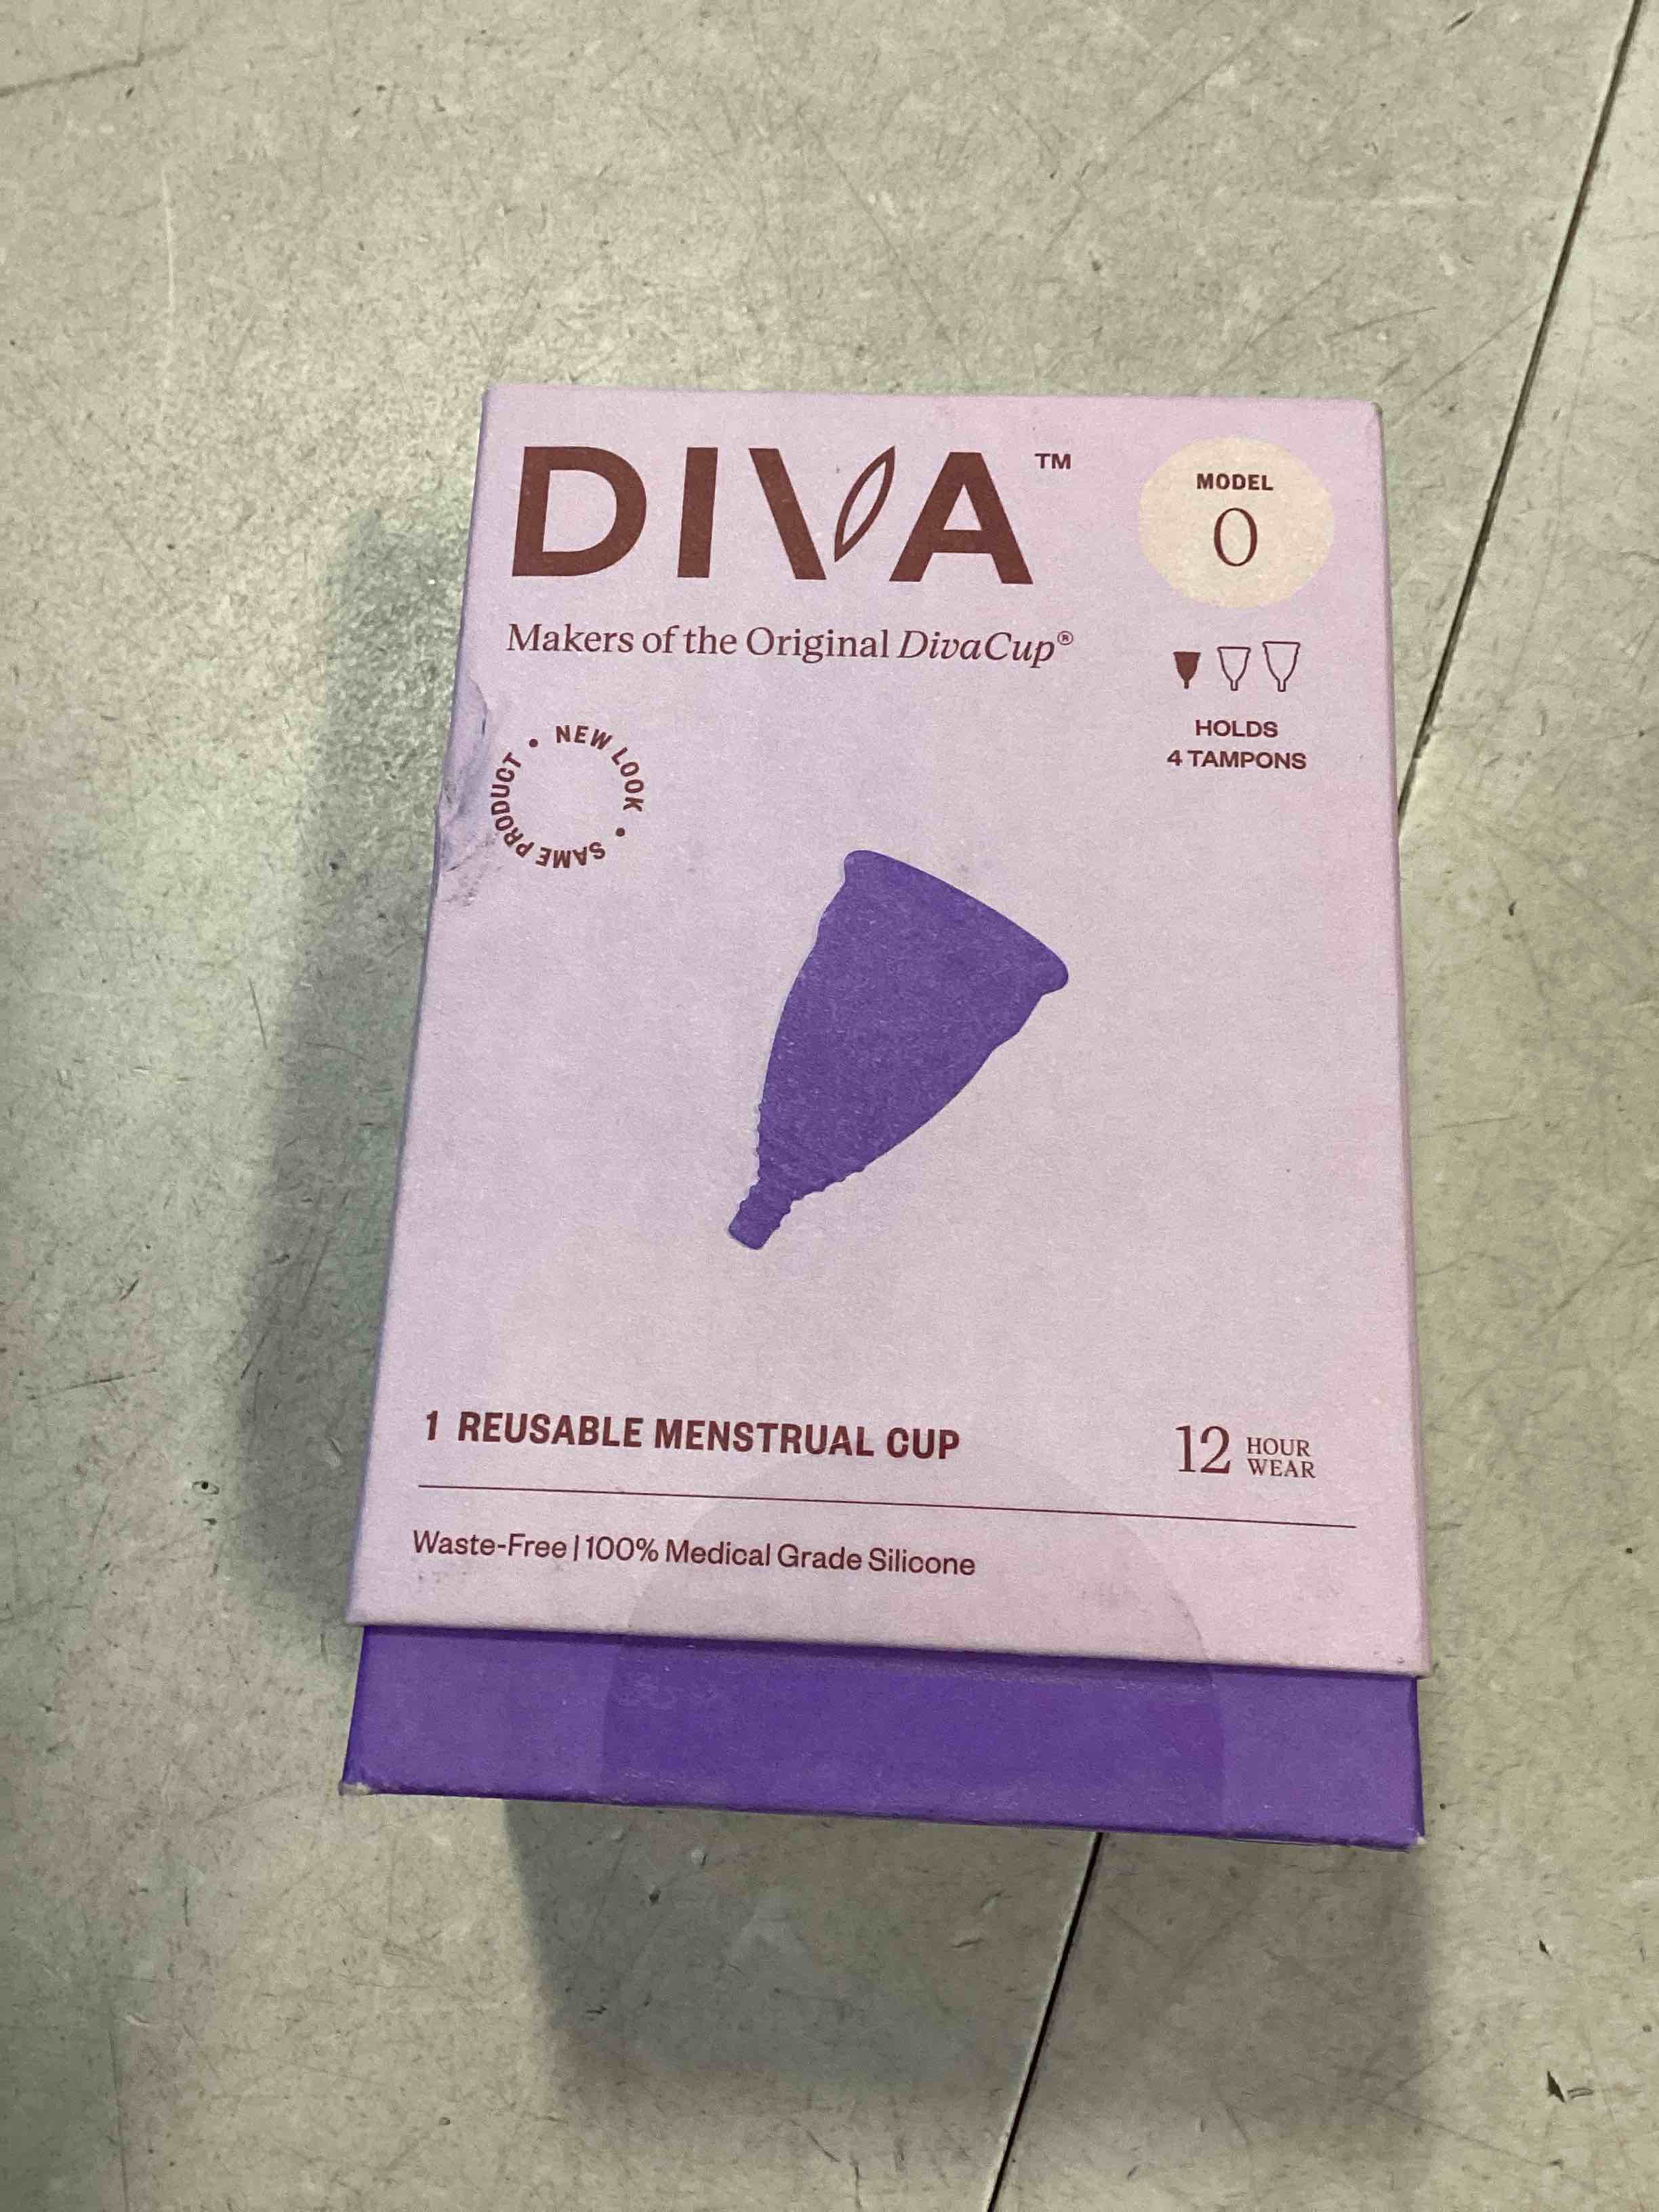 DIVA™
MODEL
0
Makers of the Original DivaCup®
HOLDS
4 TAMPONS
NEW LOOK • SAME PRODUCT •
1 REUSABLE MENSTRUAL CUP
12 HOUR
WEAR
Waste-Free | 100% Medical Grade Silicone